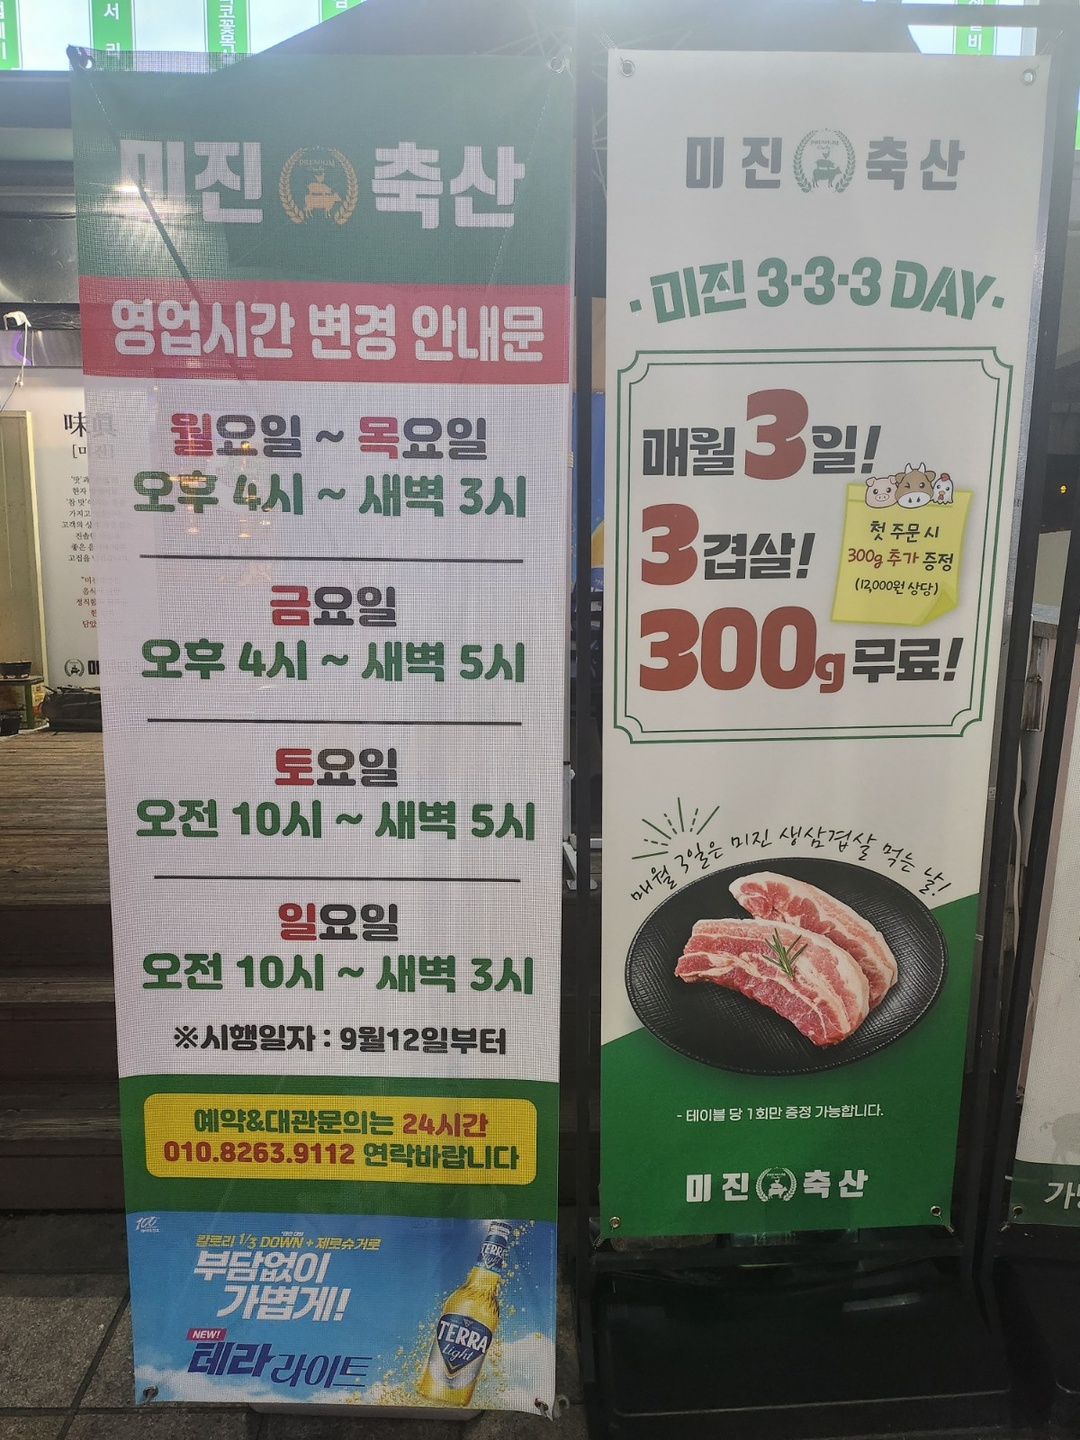 미진 축산
영업시간 변경 안내문
월요일 ~ 목요일
오후 4시 ~ 새벽 3시
금요일
오후 4시 ~ 새벽 5시
토요일
오전 10시 ~ 새벽 5시
일요일
오전 10시 ~ 새벽 3시
※시행일자 : 9월12일부터
예약&대관문의는 24시간
010.8263.9112 연락바랍니다
칼로리 1/3 DOWN + 제로슈거로
부담없이
가볍게!
NEW!
테라 라이트
TERRA
Light
미진 축산
· 미진 3·3·3 DAY ·
매월 3일!
3겹살!
300g 무료!
첫 주문 시
300g 추가 증정
(12,000원 상당)
매월 3일은 미진 생삼겹살 먹는 날!
- 테이블 당 1회만 증정 가능합니다.
미진 축산